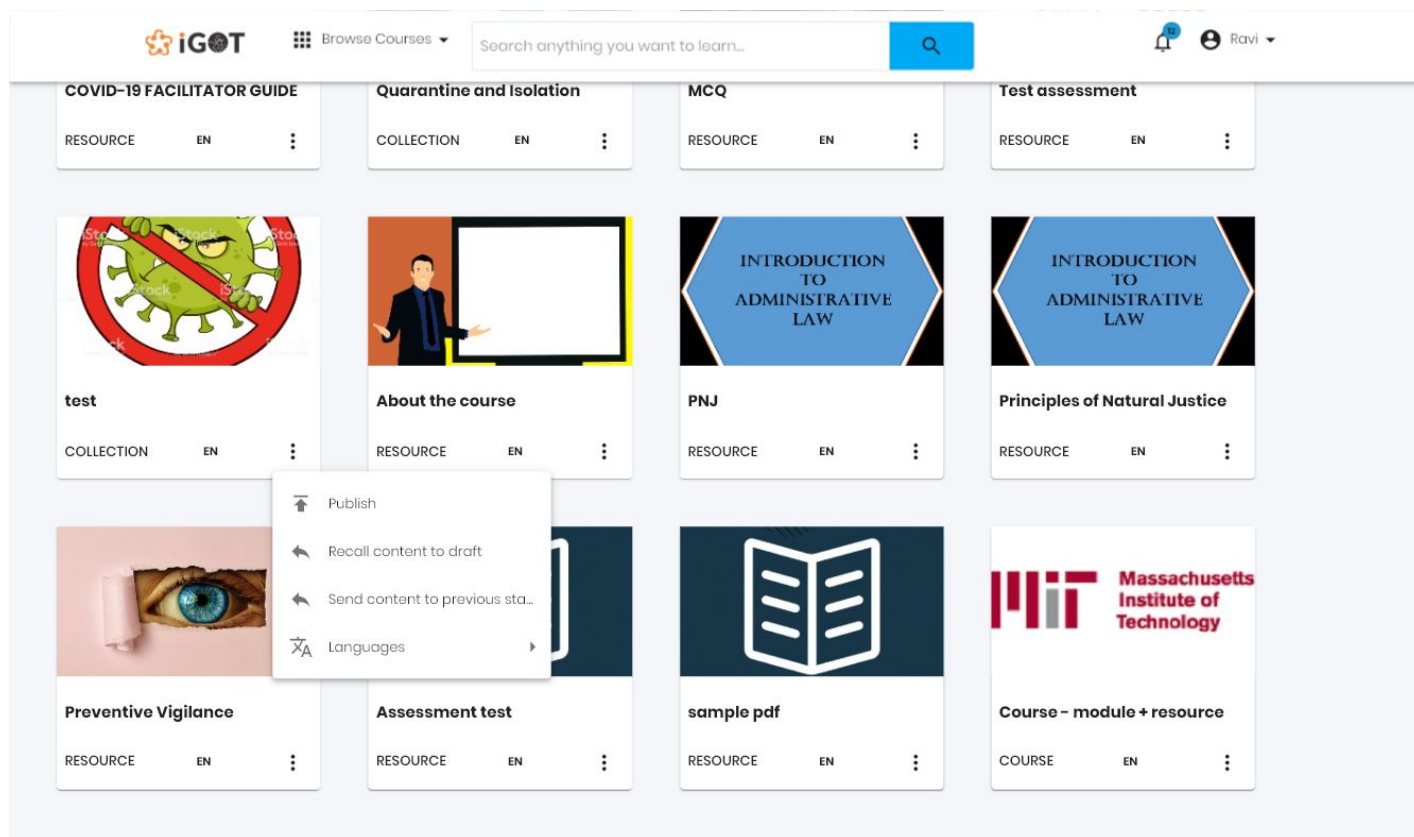 iGOT
Browse Courses
Search anything you want to learn...
12
Ravi
COVID-19 FACILITATOR GUIDE
Quarantine and Isolation
MCQ
Test assessment
RESOURCE EN
COLLECTION EN
RESOURCE EN
RESOURCE EN
iStock
iStock
INTRODUCTION
TO
ADMINISTRATIVE
LAW
INTRODUCTION
TO
ADMINISTRATIVE
LAW
test
About the course
PNJ
Principles of Natural Justice
COLLECTION EN
RESOURCE EN
RESOURCE EN
RESOURCE EN
Publish
Recall content to draft
Send content to previous sta...
Languages
Massachusetts
Institute of
Technology
Preventive Vigilance
Assessment test
sample pdf
Course - module + resource
RESOURCE EN
RESOURCE EN
RESOURCE EN
COURSE EN